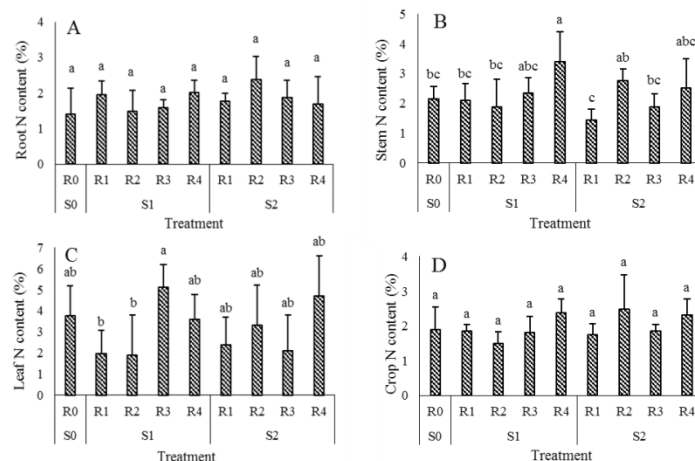 A
Root N content (%)
4
3
2
1
0
a a a a a a a a a
R0 R1 R2 R3 R4 R1 R2 R3 R4
S0 S1 S2
Treatment
B
Stem N content (%)
5
4
3
2
1
0
bc bc bc abc a c ab bc abc
R0 R1 R2 R3 R4 R1 R2 R3 R4
S0 S1 S2
Treatment
C
Leaf N content (%)
7
6
5
4
3
2
1
0
ab b b a ab ab ab ab ab
R0 R1 R2 R3 R4 R1 R2 R3 R4
S0 S1 S2
Treatment
D
Crop N content (%)
4
3
2
1
0
a a a a a a a a a
R0 R1 R2 R3 R4 R1 R2 R3 R4
S0 S1 S2
Treatment